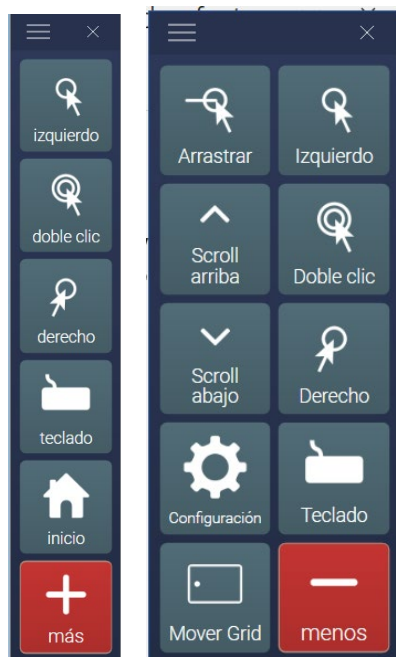 izquierdo
doble clic
derecho
teclado
inicio
más
Arrastrar
Izquierdo
Scroll
arriba
Doble clic
Scroll
abajo
Derecho
Configuración
Teclado
Mover Grid
menos